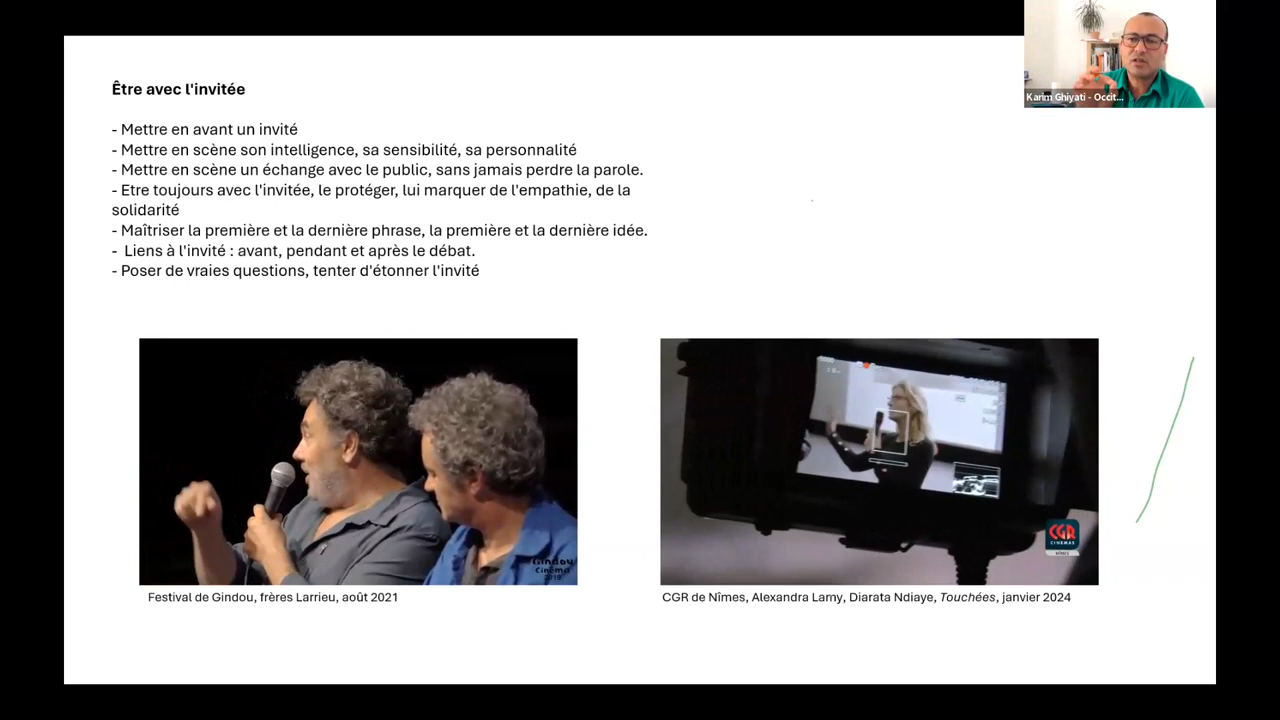 Être avec l'invitée
- Mettre en avant un invité
- Mettre en scène son intelligence, sa sensibilité, sa personnalité
- Mettre en scène un échange avec le public, sans jamais perdre la parole.
- Etre toujours avec l'invitée, le protéger, lui marquer de l'empathie, de la
solidarité
- Maîtriser la première et la dernière phrase, la première et la dernière idée.
- Liens à l'invité : avant, pendant et après le débat.
- Poser de vraies questions, tenter d'étonner l'invité
Karim Ghiyati - Occit...
Gindou
Cinéma
CGR
CINÉMAS
NÎMES
Festival de Gindou, frères Larrieu, août 2021
CGR de Nîmes, Alexandra Lamy, Diarata Ndiaye, Touchées, janvier 2024